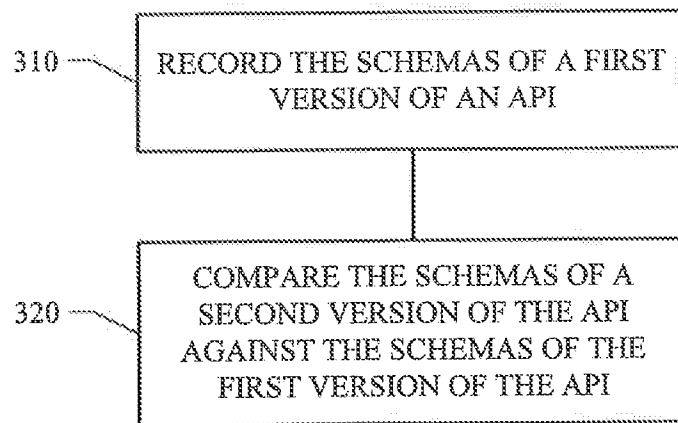 310
RECORD THE SCHEMAS OF A FIRST
VERSION OF AN API
320
COMPARE THE SCHEMAS OF A
SECOND VERSION OF THE API
AGAINST THE SCHEMAS OF THE
FIRST VERSION OF THE API